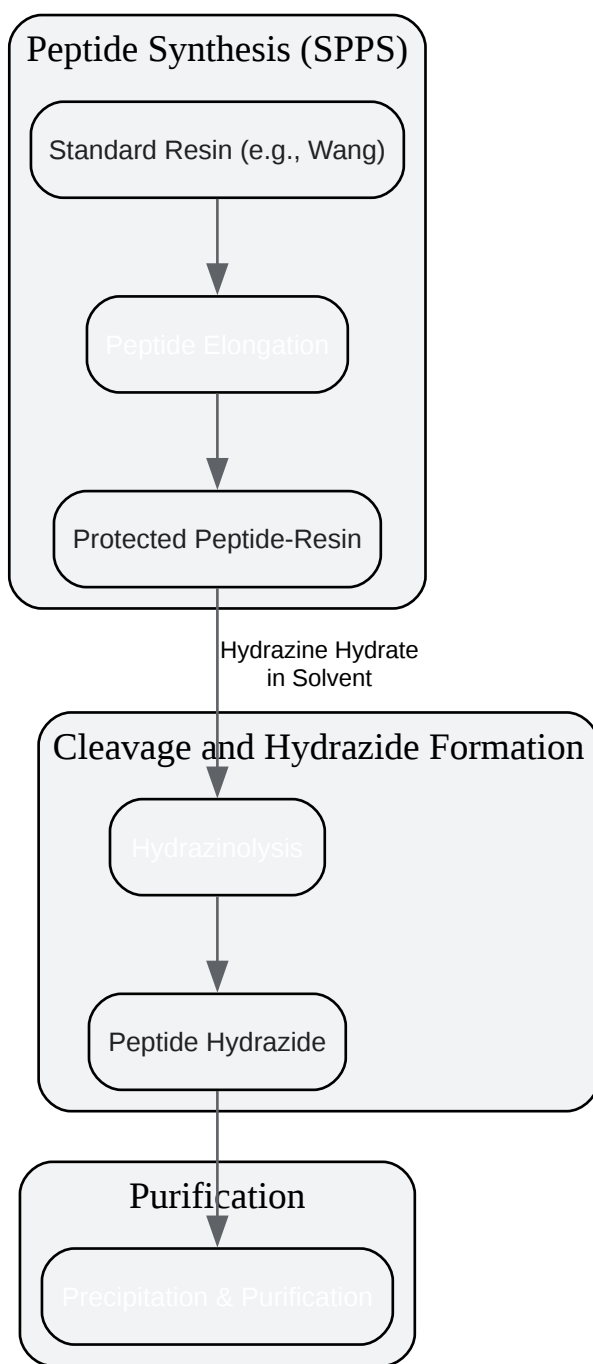 Peptide Synthesis (SPPS)
Standard Resin (e.g., Wang)
Peptide Elongation
Protected Peptide-Resin
Hydrazine Hydrate
in Solvent
Cleavage and Hydrazide Formation
Hydrazinolysis
Peptide Hydrazide
Purification
Precipitation & Purification